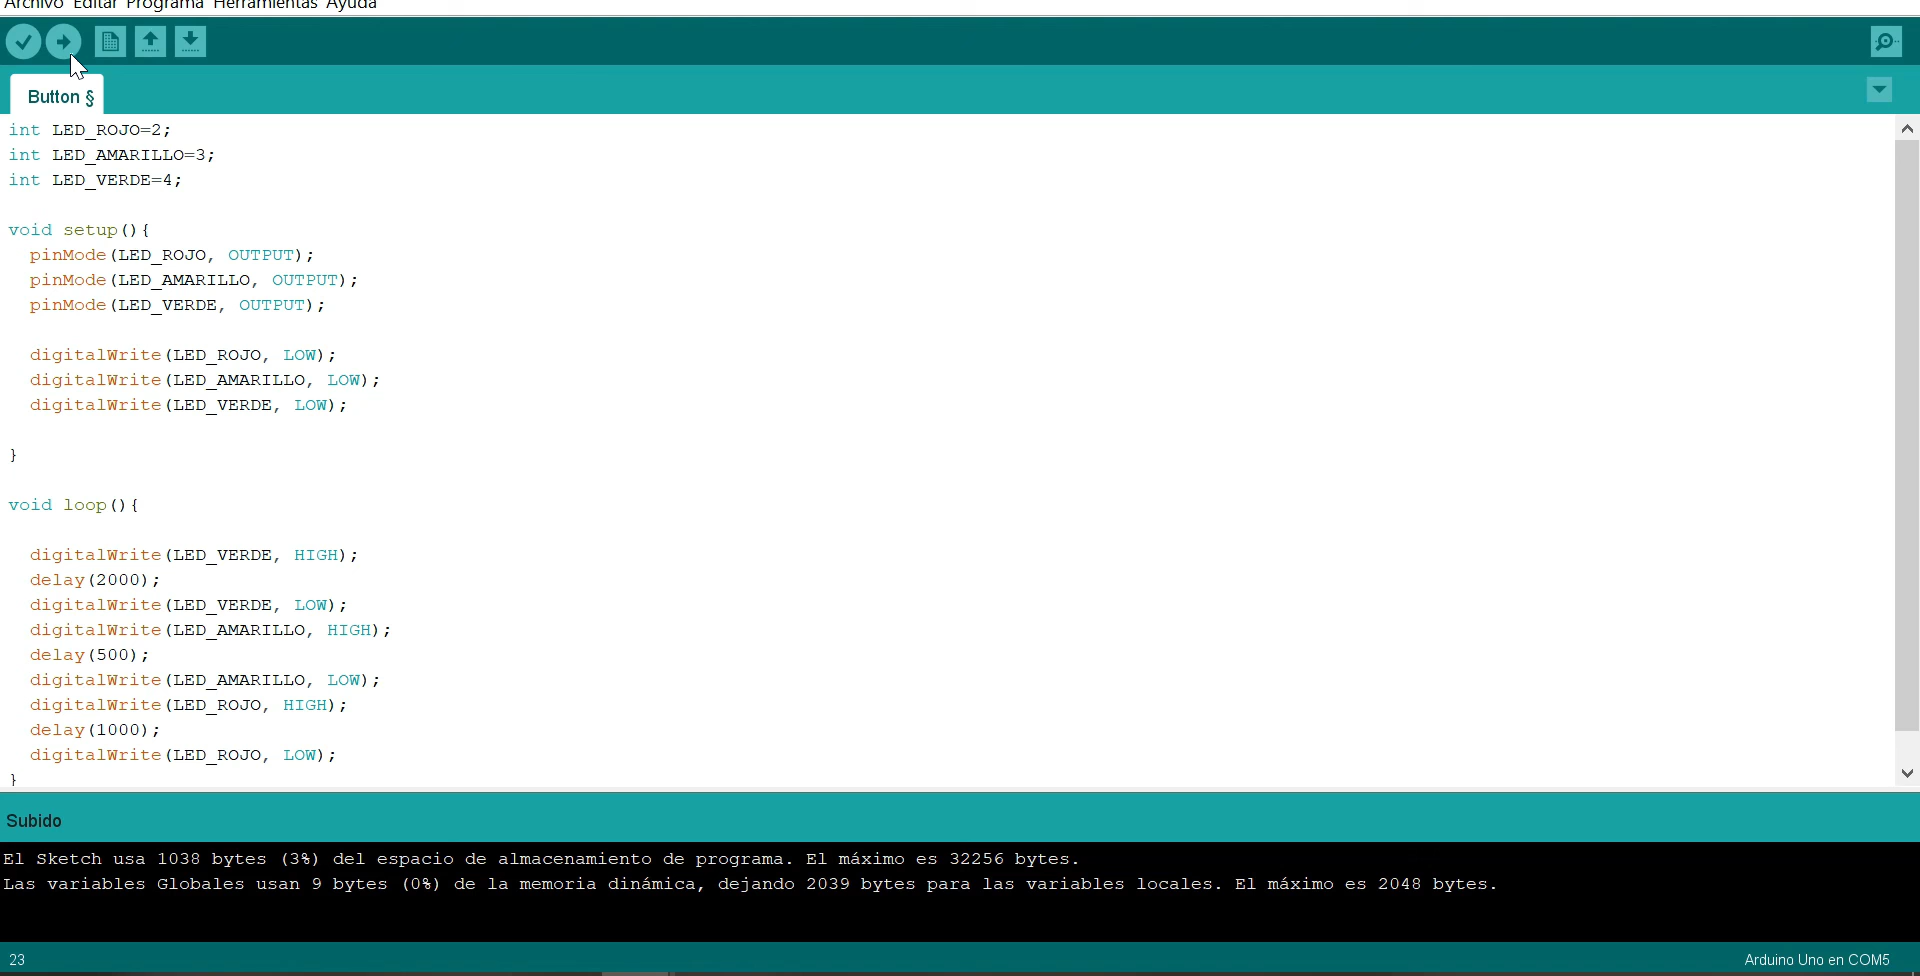 Archivo Editar Programa Herramientas Ayuda
Button §
int LED_ROJO=2;
int LED_AMARILLO=3;
int LED_VERDE=4;
void setup(){
pinMode(LED_ROJO, OUTPUT);
pinMode(LED_AMARILLO, OUTPUT);
pinMode(LED_VERDE, OUTPUT);
digitalWrite(LED_ROJO, LOW);
digitalWrite(LED_AMARILLO, LOW);
digitalWrite(LED_VERDE, LOW);
}
void loop(){
digitalWrite(LED_VERDE, HIGH);
delay(2000);
digitalWrite(LED_VERDE, LOW);
digitalWrite(LED_AMARILLO, HIGH);
delay(500);
digitalWrite(LED_AMARILLO, LOW);
digitalWrite(LED_ROJO, HIGH);
delay(1000);
digitalWrite(LED_ROJO, LOW);
}
Subido
El Sketch usa 1038 bytes (3%) del espacio de almacenamiento de programa. El máximo es 32256 bytes.
Las variables Globales usan 9 bytes (0%) de la memoria dinámica, dejando 2039 bytes para las variables locales. El máximo es 2048 bytes.
23
Arduino Uno en COM5